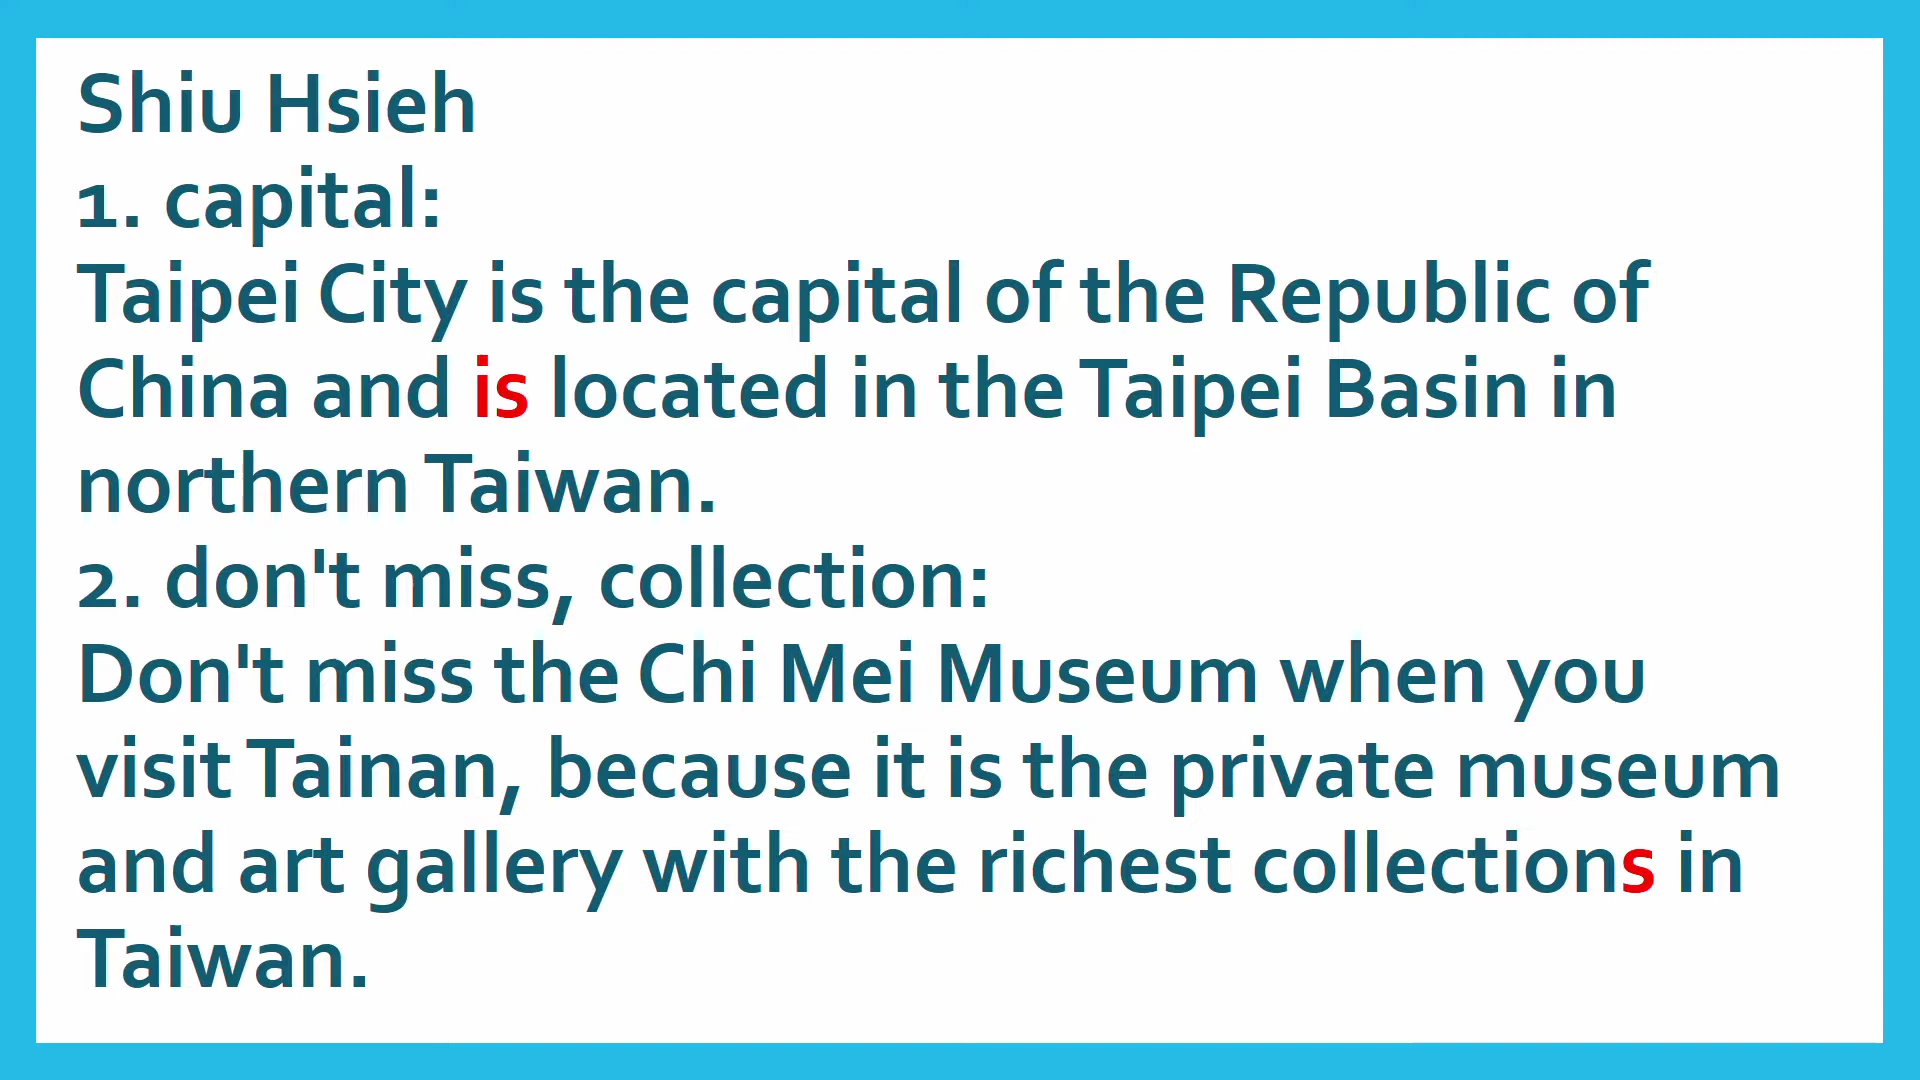 Shiu Hsieh
1. capital:
Taipei City is the capital of the Republic of
China and is located in the Taipei Basin in
northern Taiwan.
2. don't miss, collection:
Don't miss the Chi Mei Museum when you
visit Tainan, because it is the private museum
and art gallery with the richest collections in
Taiwan.